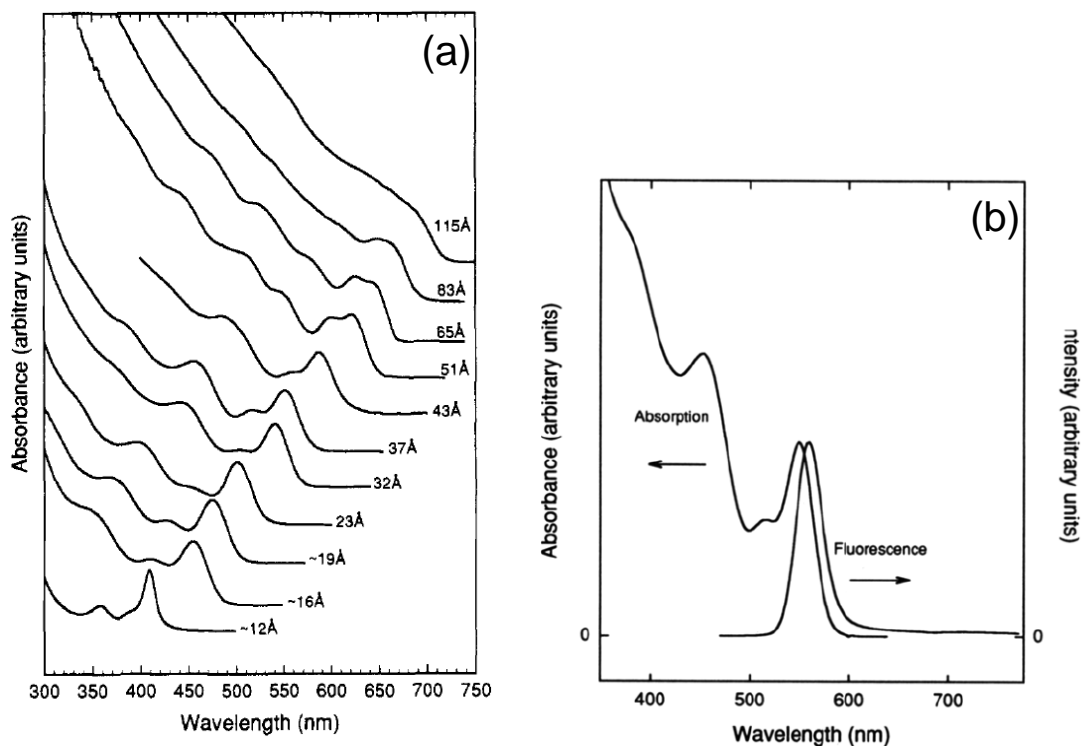 (a)
Absorbance (arbitrary units)
115Å
83Å
65Å
51Å
43Å
37Å
32Å
23Å
~19Å
~16Å
~12Å
300 350 400 450 500 550 600 650 700 750
Wavelength (nm)
(b)
Absorbance (arbitrary units)
Absorption
Fluorescence
0
0
400 500 600 700
Wavelength (nm)
ntensity (arbitrary units)